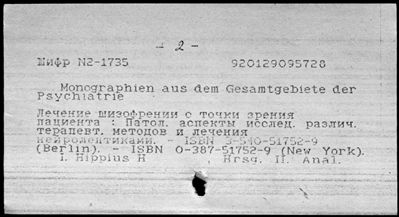 - 2 -
Шифр N2-1735 920129095728
Monographien aus dem Gesamtgebiete der
Psychiatrie
Лечение шизофрении с точки зрения
пациента : Патол. аспекты исслед. различ.
терапевт. методов и лечения
нейролептиками. - ISBN 3-540-51752-9
(Berlin). - ISBN 0-387-51752-9 (New York).
I. Hippius H , Hrsg. II. Anal.